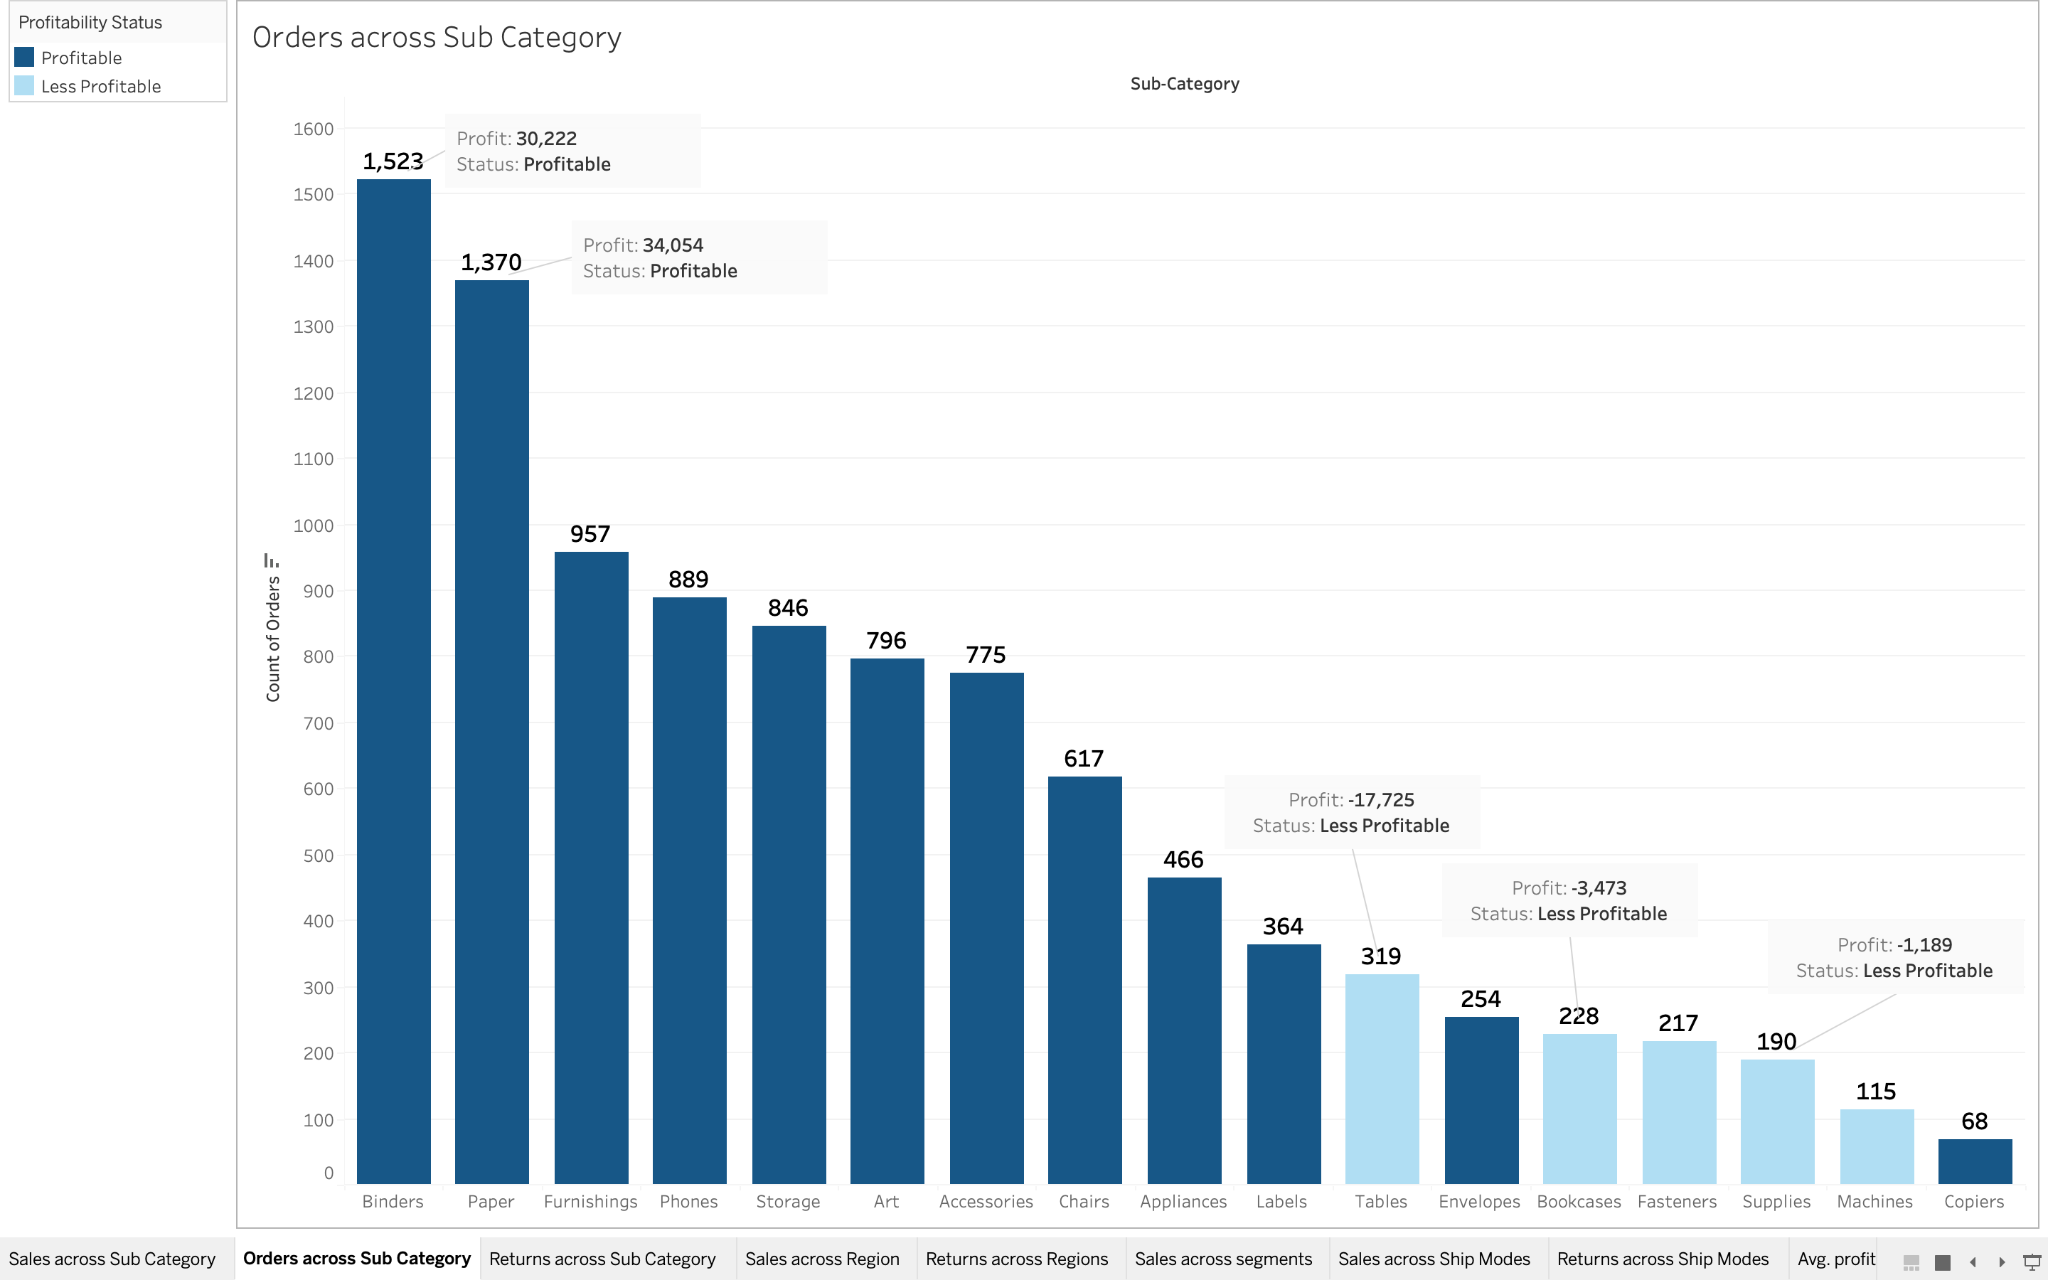 Profitability Status
Profitable
Less Profitable
Orders across Sub Category
Sub-Category
1600
1500
1400
1300
1200
1100
1000
900
800
700
600
500
400
300
200
100
0
Count of Orders
1,523
Profit: 30,222
Status: Profitable
1,370
Profit: 34,054
Status: Profitable
957
889
846
796
775
617
466
364
Profit: -17,725
Status: Less Profitable
319
254
Profit: -3,473
Status: Less Profitable
228
217
Profit: -1,189
Status: Less Profitable
190
115
68
Binders
Paper
Furnishings
Phones
Storage
Art
Accessories
Chairs
Appliances
Labels
Tables
Envelopes
Bookcases
Fasteners
Supplies
Machines
Copiers
Sales across Sub Category
Orders across Sub Category
Returns across Sub Category
Sales across Region
Returns across Regions
Sales across segments
Sales across Ship Modes
Returns across Ship Modes
Avg. profit